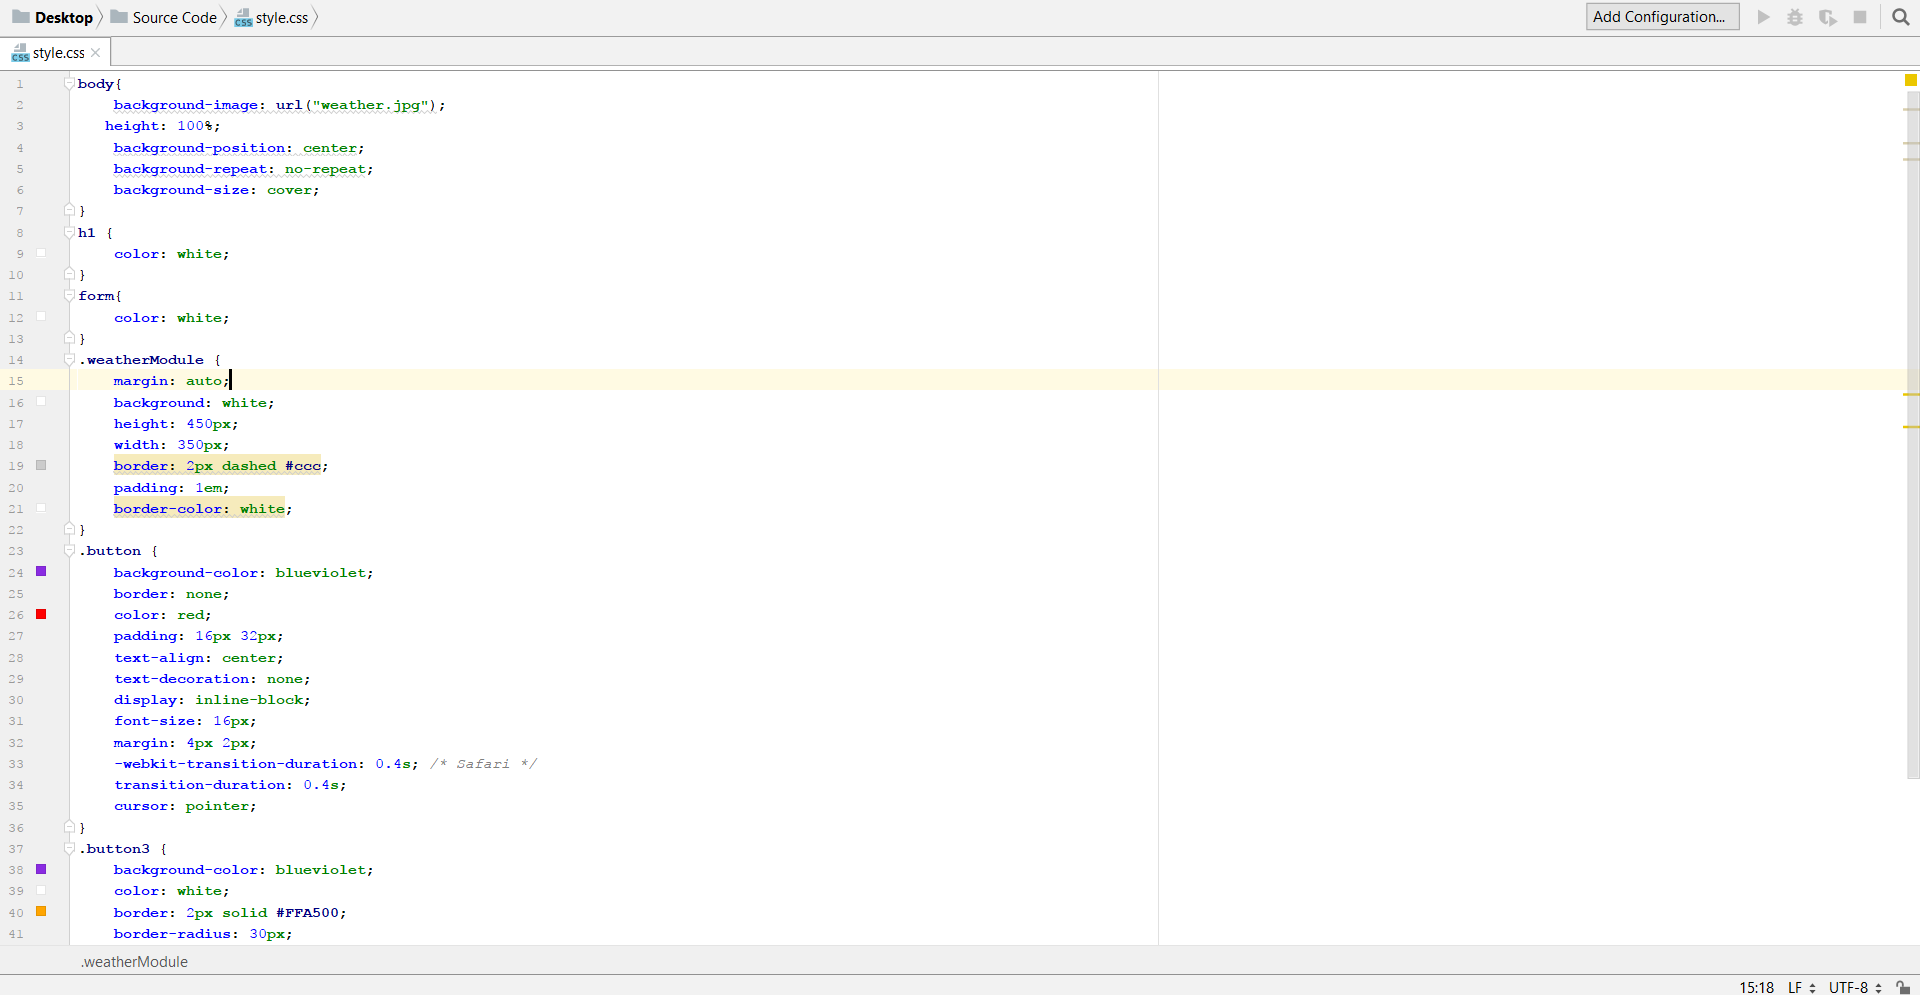 Desktop Source Code style.css Add Configuration...
style.css
1 body{
2 background-image: url("weather.jpg");
3 height: 100%;
4 background-position: center;
5 background-repeat: no-repeat;
6 background-size: cover;
7 }
8 h1 {
9 color: white;
10 }
11 form{
12 color: white;
13 }
14 .weatherModule {
15 margin: auto;
16 background: white;
17 height: 450px;
18 width: 350px;
19 border: 2px dashed #ccc;
20 padding: 1em;
21 border-color: white;
22 }
23 .button {
24 background-color: blueviolet;
25 border: none;
26 color: red;
27 padding: 16px 32px;
28 text-align: center;
29 text-decoration: none;
30 display: inline-block;
31 font-size: 16px;
32 margin: 4px 2px;
33 -webkit-transition-duration: 0.4s; /* Safari */
34 transition-duration: 0.4s;
35 cursor: pointer;
36 }
37 .button3 {
38 background-color: blueviolet;
39 color: white;
40 border: 2px solid #FFA500;
41 border-radius: 30px;
.weatherModule
15:18 LF UTF-8